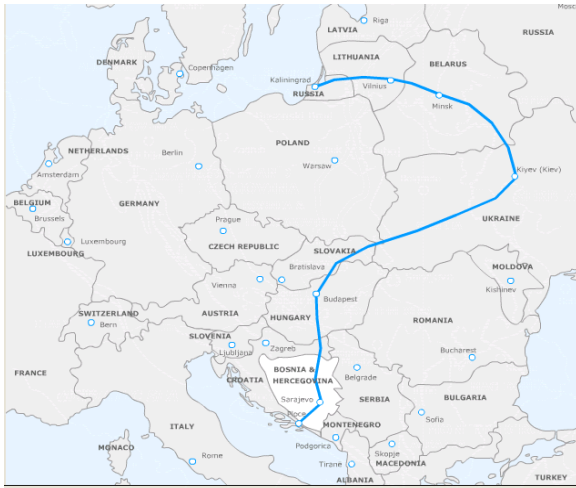 Moscow
LATVIA
Riga
RUSSIA
DENMARK
LITHUANIA
Copenhagen
BELARUS
Kaliningrad
Vilnius
RUSSIA
Minsk
NETHERLANDS
POLAND
Berlin
Warsaw
Amsterdam
Kiyev (Kiev)
BELGIUM
GERMANY
Brussels
Prague
UKRAINE
Luxembourg
CZECH REPUBLIC
LUXEMBOURG
SLOVAKIA
Bratislava
MOLDOVA
Vienna
Kishinev
Budapest
SWITZERLAND
AUSTRIA
HUNGARY
Bern
ROMANIA
SLOVENIA
Zagreb
Ljubljana
Bucharest
FRANCE
BOSNIA &
HERCEGOVINA
Belgrade
CROATIA
Sarajevo
SERBIA
BULGARIA
Ploce
Sofia
ITALY
MONTENEGRO
MONACO
Podgorica
Rome
Skopje
Tirane
MACEDONIA
ALBANIA
TURKEY